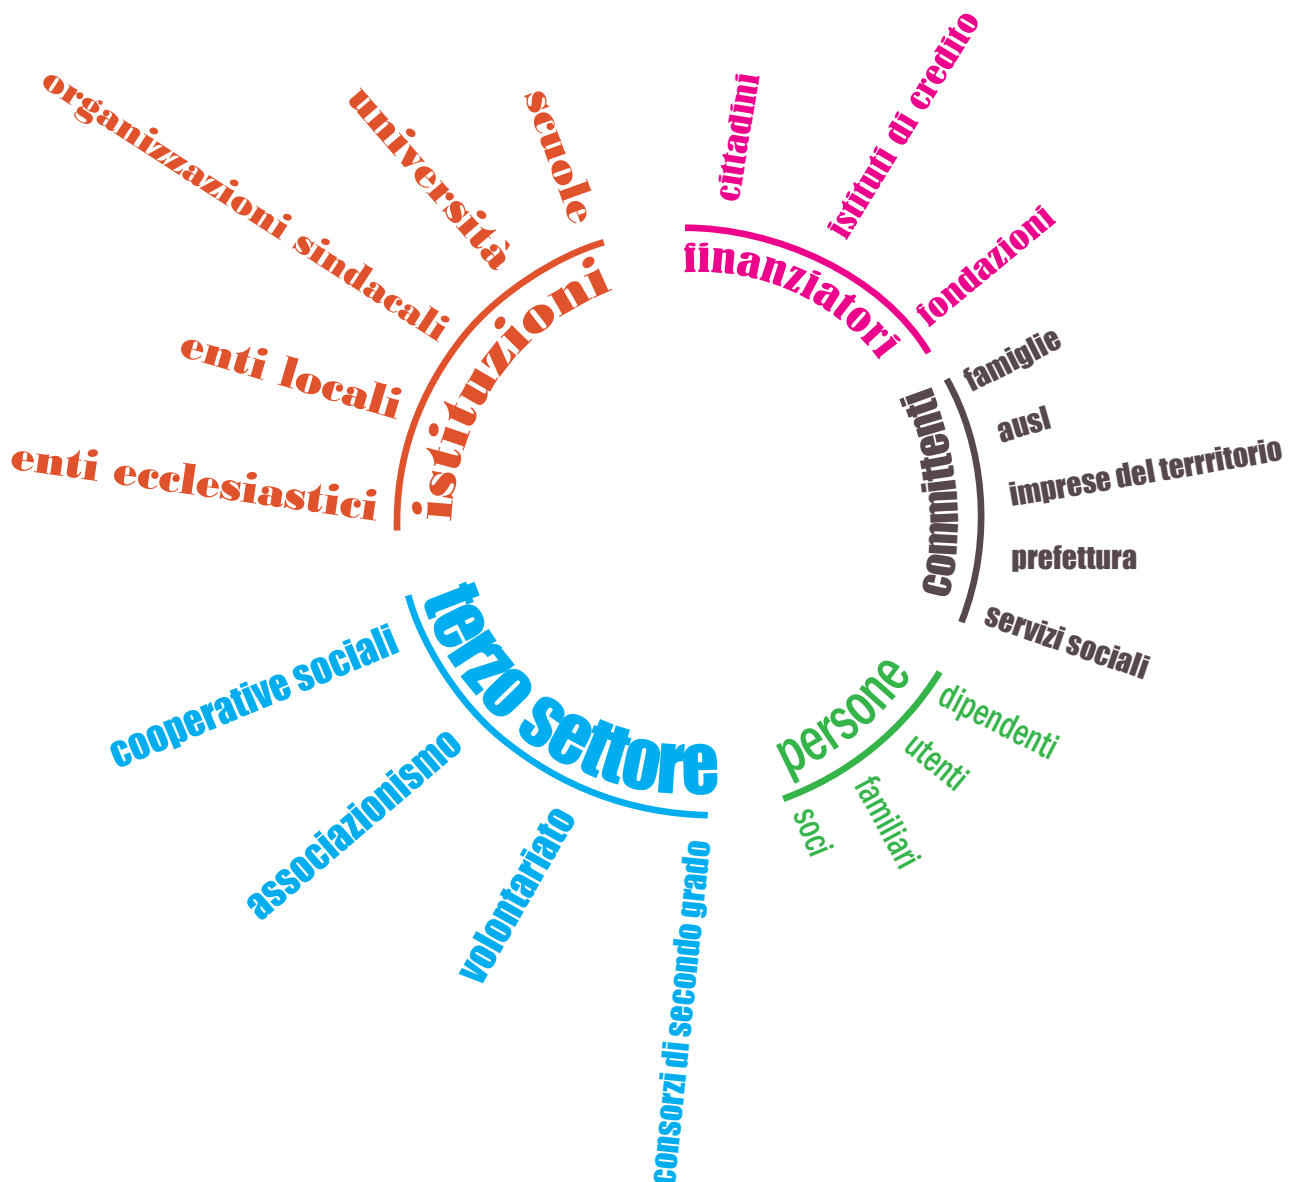 istituzioni
enti ecclesiastici
enti locali
organizzazioni sindacali
università
scuole
finanziatori
cittadini
istituti di credito
fondazioni
committenti
famiglie
ausl
imprese del terrritorio
prefettura
servizi sociali
persone
dipendenti
utenti
familiari
soci
terzo settore
cooperative sociali
associazionismo
volontariato
consorzi di secondo grado